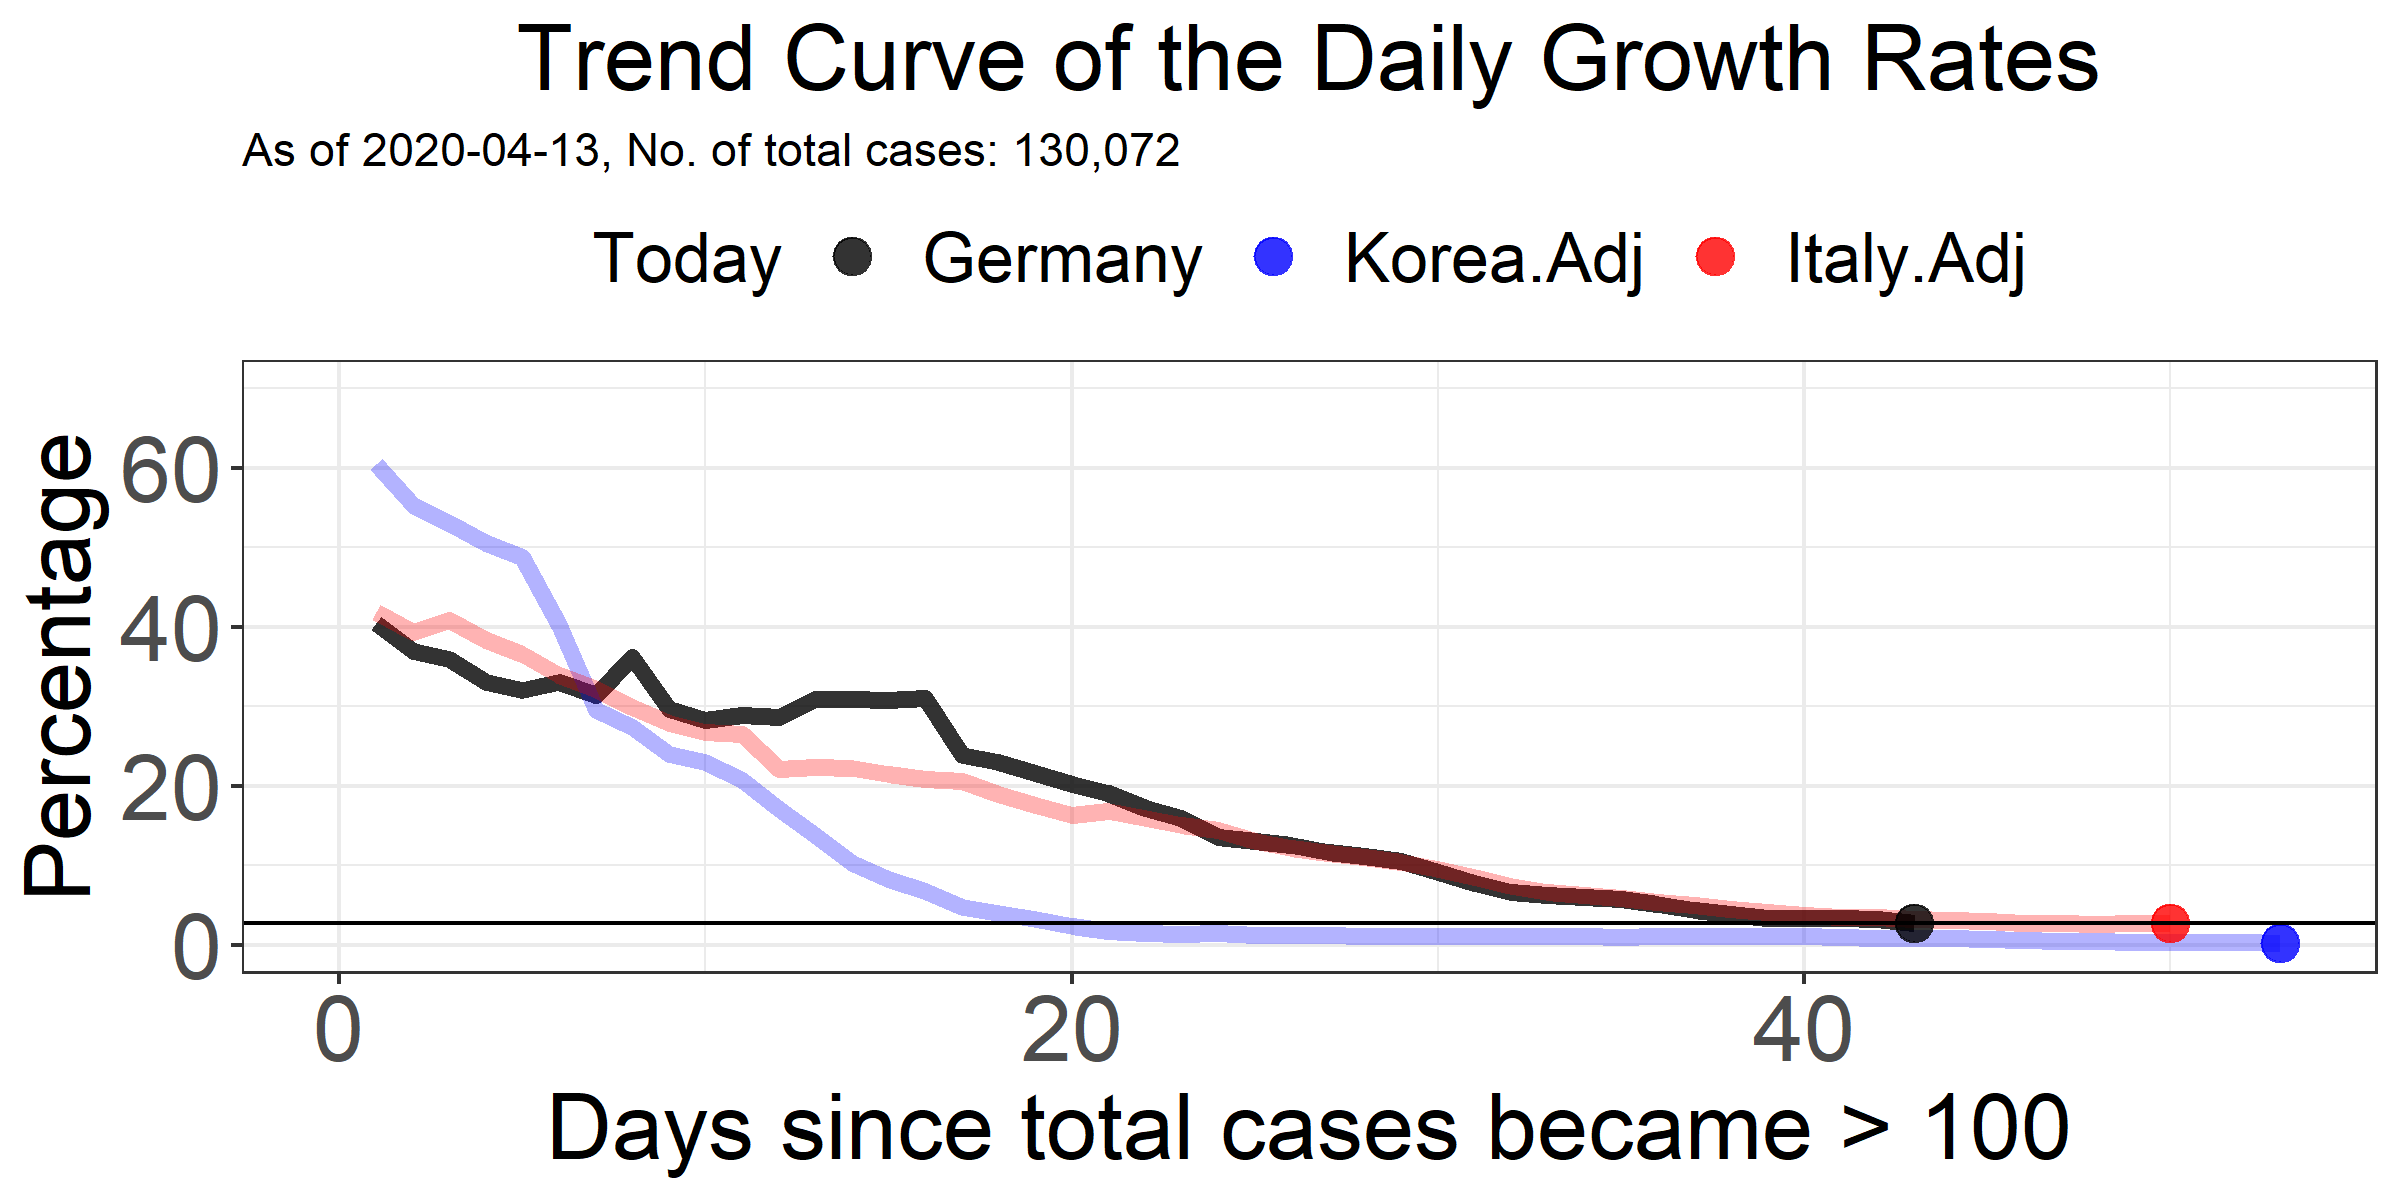 Trend Curve of the Daily Growth Rates
As of 2020-04-13, No. of total cases: 130,072
Today Germany Korea.Adj Italy.Adj
Percentage
60
40
20
0
0 20 40
Days since total cases became > 100